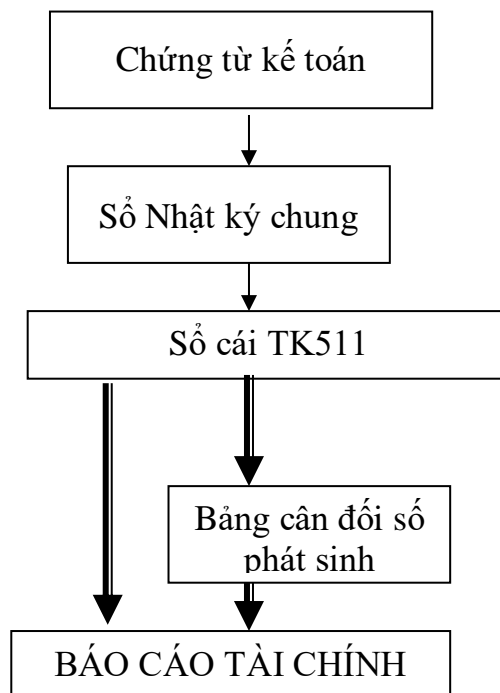 Chứng từ kế toán
Sổ Nhật ký chung
Sổ cái TK511
Bảng cân đối số
phát sinh
BÁO CÁO TÀI CHÍNH